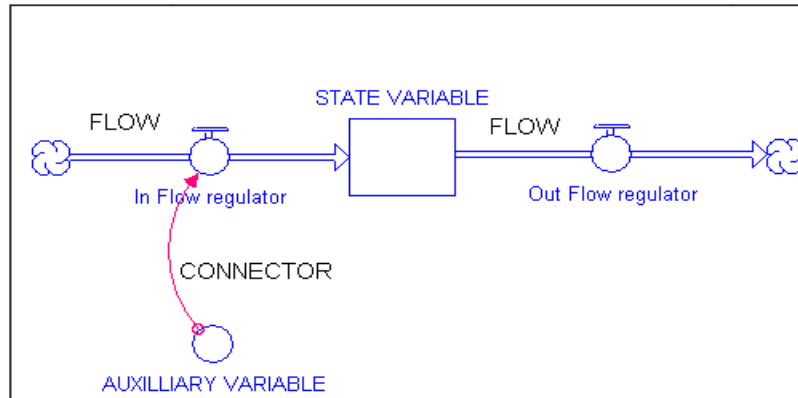 STATE VARIABLE
FLOW
FLOW
In Flow regulator
Out Flow regulator
CONNECTOR
AUXILLIARY VARIABLE